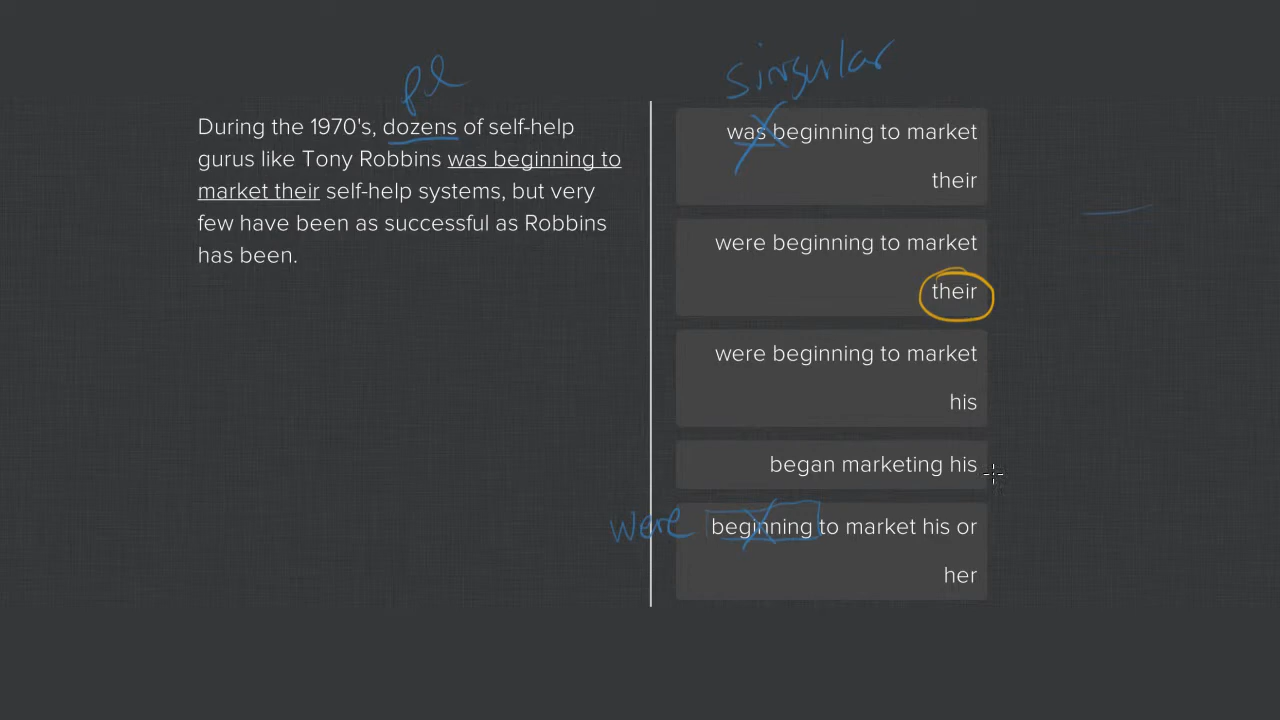 pl
singular
During the 1970's, dozens of self-help
gurus like Tony Robbins was beginning to
market their self-help systems, but very
few have been as successful as Robbins
has been.
was beginning to market
their
were beginning to market
their
were beginning to market
his
began marketing his
were
beginning to market his or
her